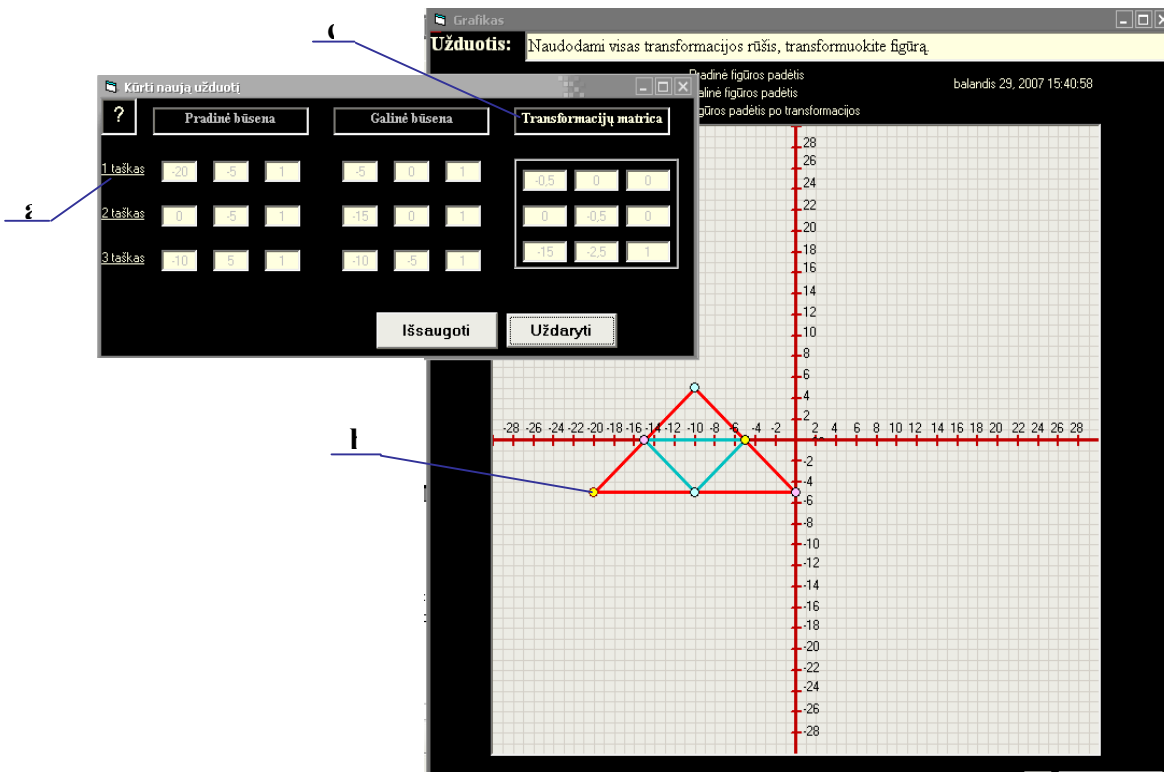 Grafikas
Užduotis: Naudodami visas transformacijos rūšis, transformuokite figūrą.
Pradinė figūros padėtis
balandis 29, 2007 15:40:58
alinė figūros padėtis
gūros padėtis po transformacijos
Kūrti naują užduotį
? Pradinė būsena Galinė būsena Transformacijų matrica
1 taškas -20 -5 1 -5 0 1 -0,5 0 0
2 taškas 0 -5 1 -15 0 1 0 -0,5 0
3 taškas -10 5 1 -10 -5 1 -15 -2,5 1
Išsaugoti Uždaryti
28
26
24
22
20
18
16
14
12
10
8
6
4
2
-28 -26 -24 -22 -20 -18 -16 -14 -12 -10 -8 -6 -4 -2 2 4 6 8 10 12 14 16 18 20 22 24 26 28
-2
-4
-6
-8
-10
-12
-14
-16
-18
-20
-22
-24
-26
-28